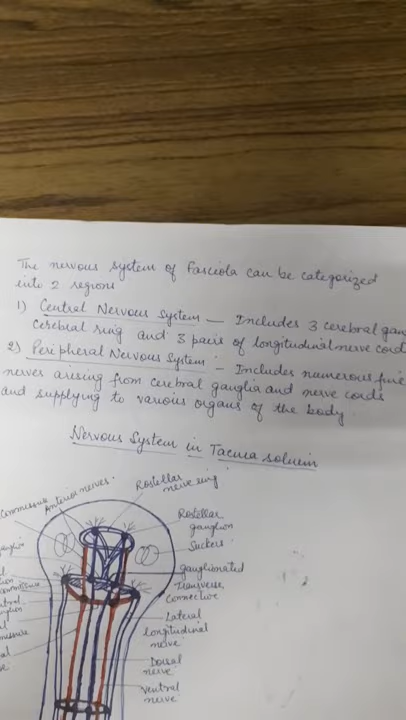 The nervous system of Fasciola can be categorized
into 2 regions
1) Central Nervous System — Includes 3 cerebral gan
cerebral ring and 3 pairs of longitudinal nerve cord
2) Peripheral Nervous System - Includes numerous fine
nerves arising from cerebral ganglia and nerve cords
and supplying to various organs of the body.
Nervous System in Taenia solium
Rostellar
nerve ring
Anterior nerves.
Commissure
Rostellar
ganglion
Suckers
ganglionated
Transverse
connective
Lateral
longitudinal
nerve
Dorsal
nerve
Ventral
nerve